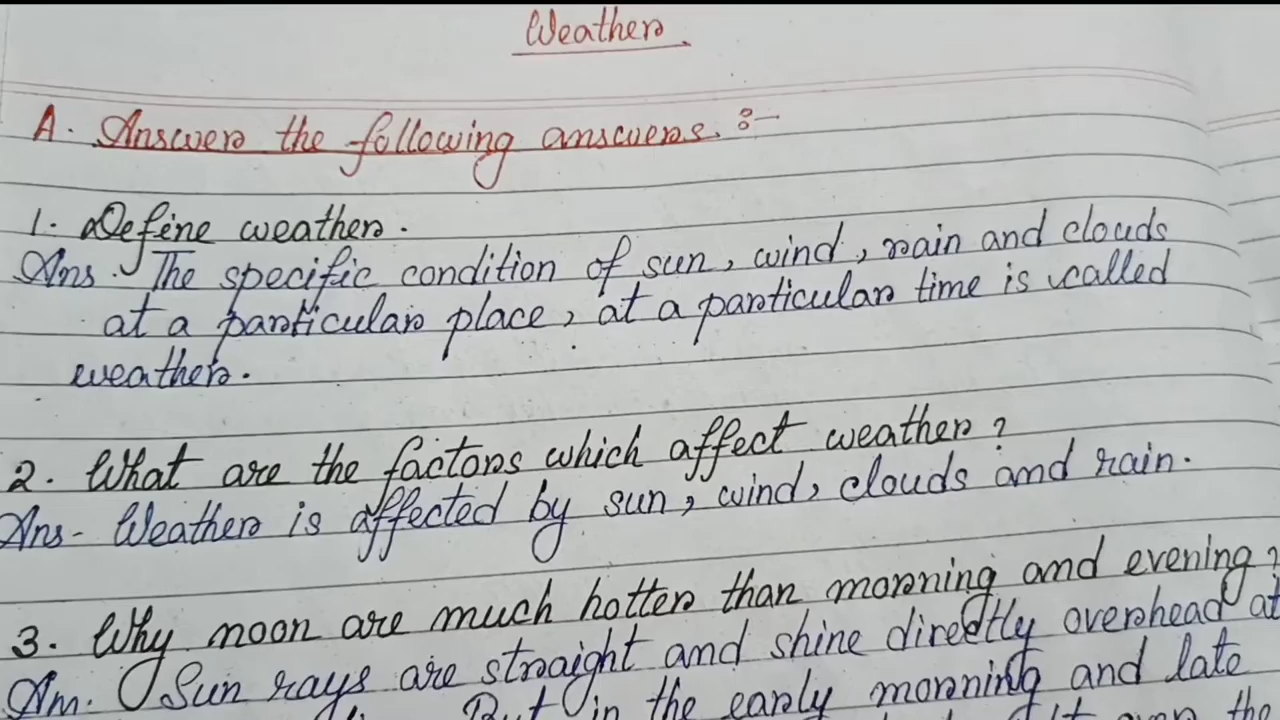 Weather.
A. Answer the following answers. :-
1. Define weather.
Ans. The specific condition of sun, wind, rain and clouds
at a particular place, at a particular time is called
weather.
2. What are the factors which affect weather?
Ans- Weather is affected by sun, wind, clouds and rain.
3. Why noon are much hotter than morning and evening?
Ans. Sun rays are straight and shine directly overhead at
But in the early morning and late
the